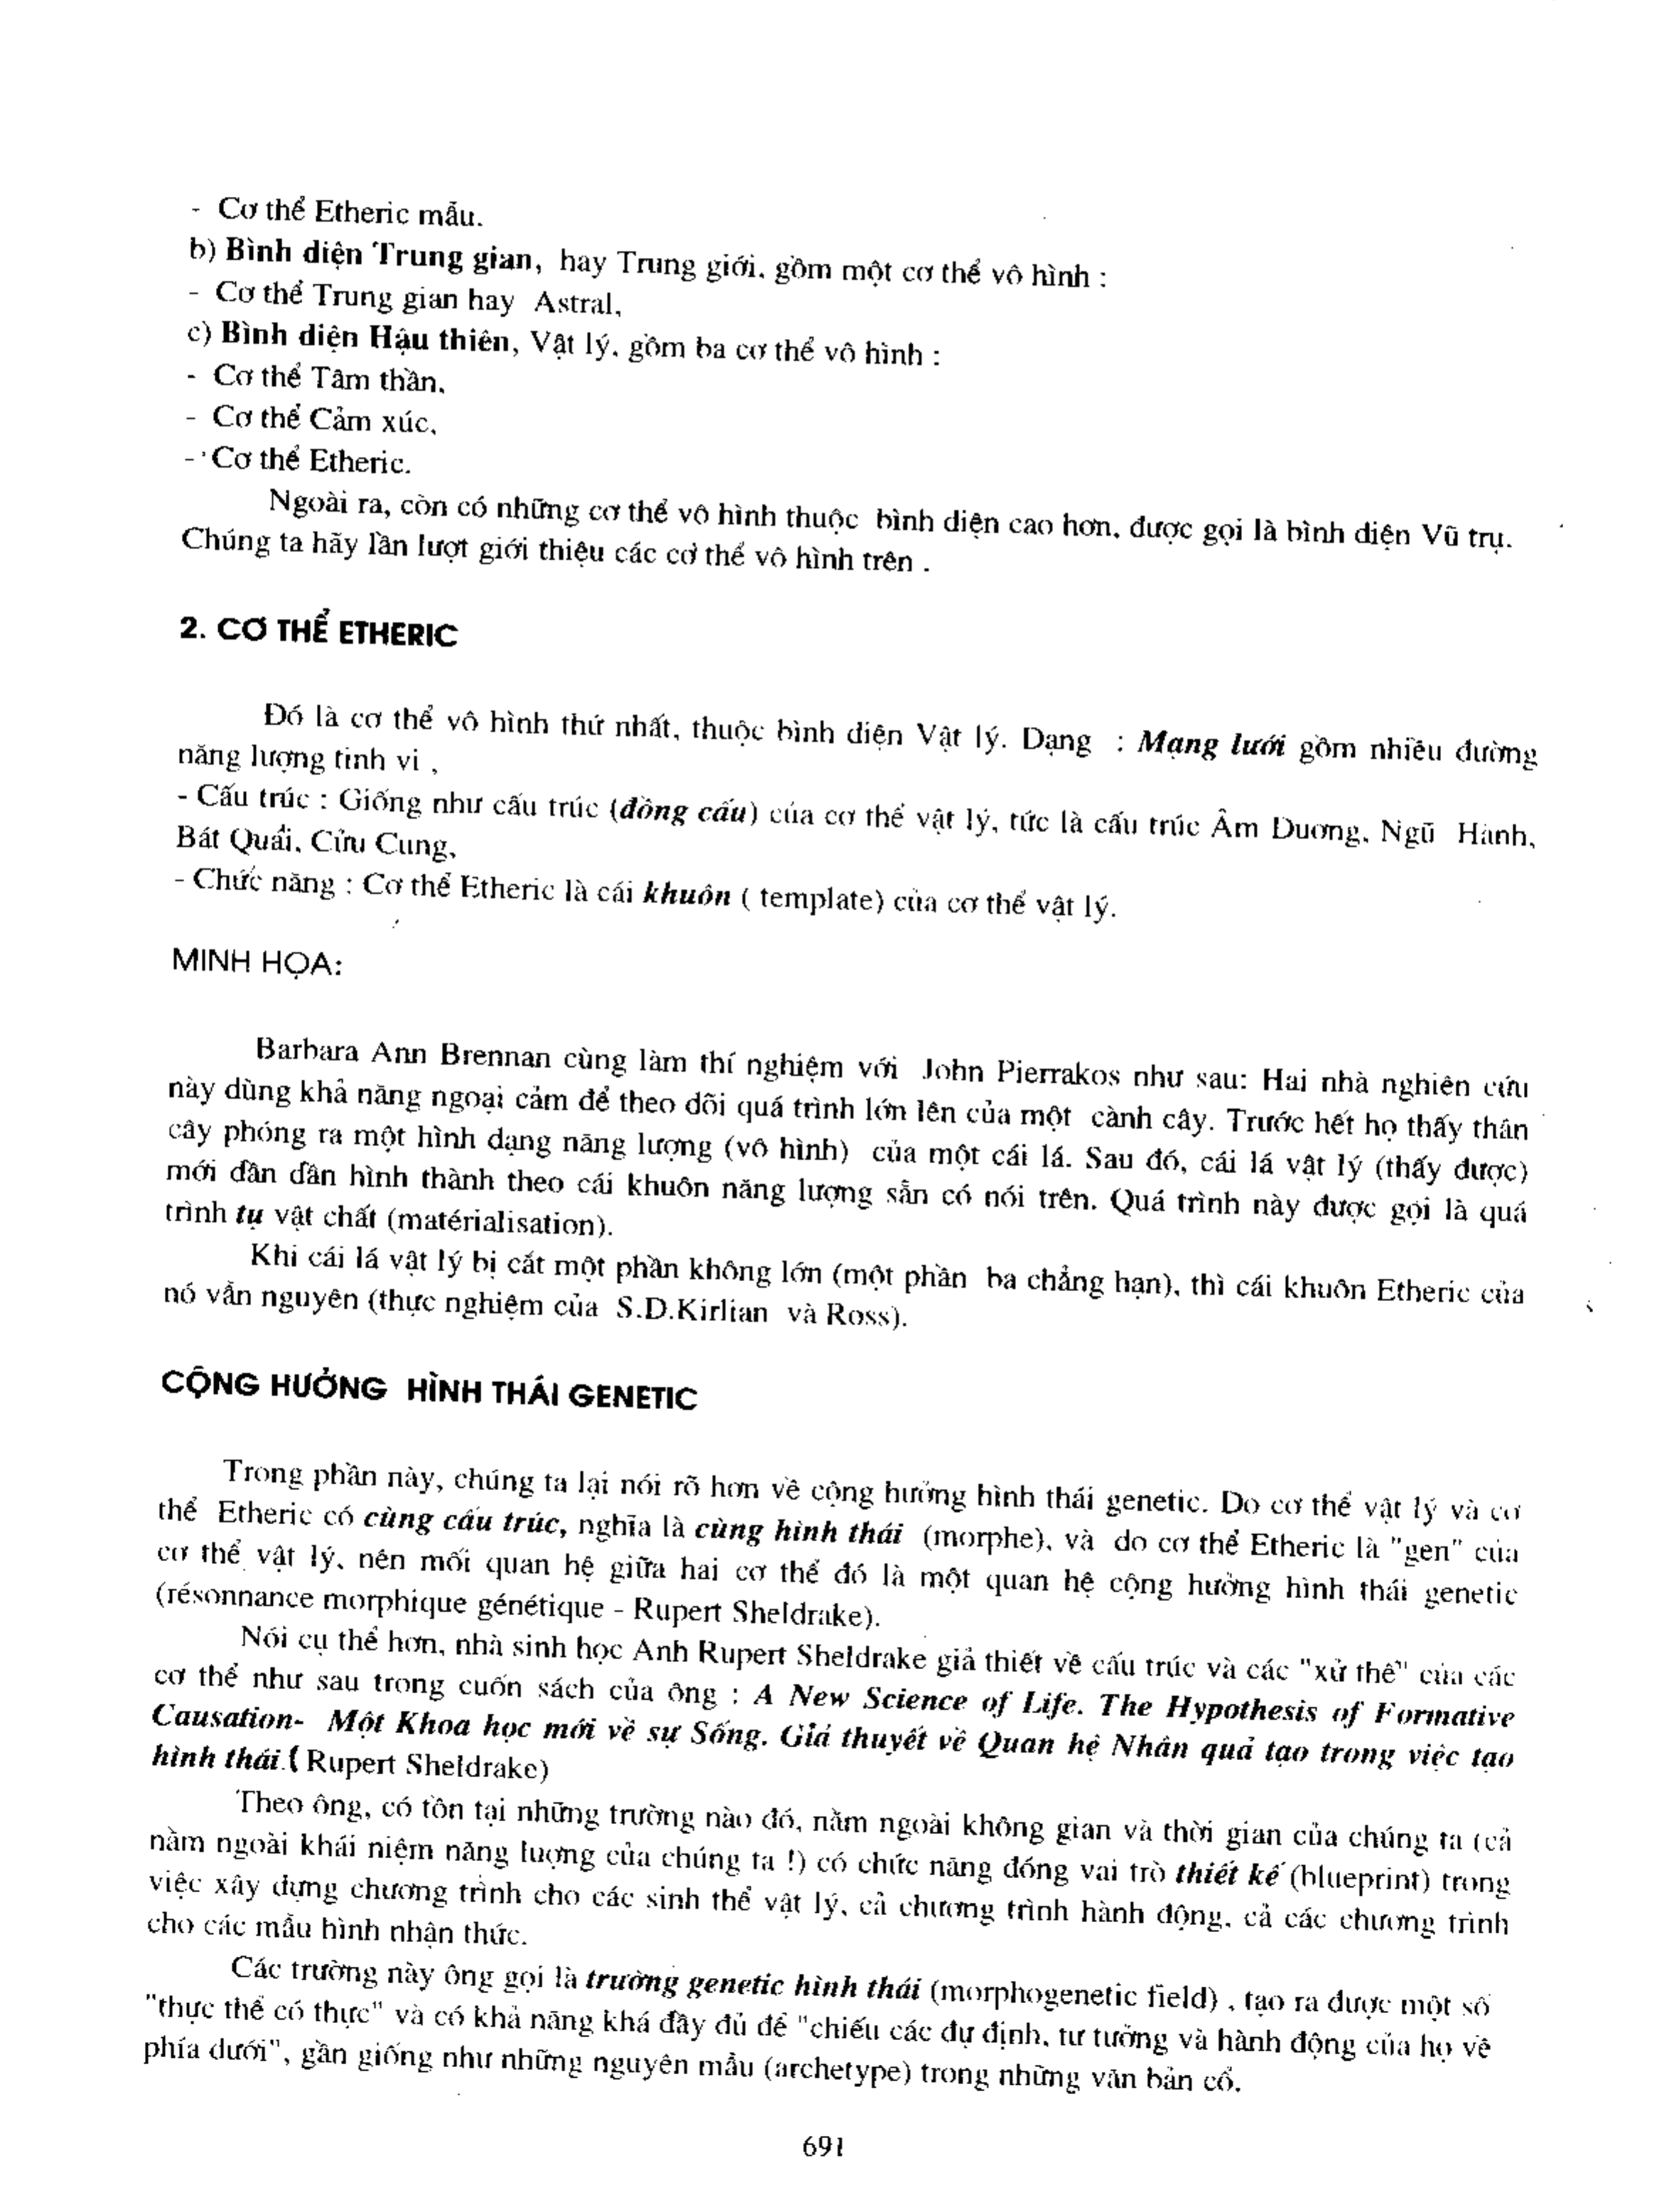 - Cơ thể Etheric mẫu.
b) Bình diện Trung gian, hay Trung giới, gồm một cơ thể vô hình :
- Cơ thể Trung gian hay Astral,
c) Bình diện Hậu thiên, Vật lý, gồm ba cơ thể vô hình :
- Cơ thể Tâm thần,
- Cơ thể Cảm xúc,
- Cơ thể Etheric.
Ngoài ra, còn có những cơ thể vô hình thuộc bình diện cao hơn, được gọi là bình diện Vũ trụ.
Chúng ta hãy lần lượt giới thiệu các cơ thể vô hình trên .
2. CƠ THỂ ETHERIC
Đó là cơ thể vô hình thứ nhất, thuộc bình diện Vật lý. Dạng : Mạng lưới gồm nhiều đường
năng lượng tinh vi ,
- Cấu trúc : Giống như cấu trúc (đồng cấu) của cơ thể vật lý, tức là cấu trúc Âm Dương, Ngũ Hành,
Bát Quái, Cửu Cung,
- Chức năng : Cơ thể Etheric là cái khuôn ( template) của cơ thể vật lý.
MINH HỌA:
Barbara Ann Brennan cùng làm thí nghiệm với John Pierrakos như sau: Hai nhà nghiên cứu
này dùng khả năng ngoại cảm để theo dõi quá trình lớn lên của một cành cây. Trước hết họ thấy thân
cây phóng ra một hình dạng năng lượng (vô hình) của một cái lá. Sau đó, cái lá vật lý (thấy được)
mới dần dần hình thành theo cái khuôn năng lượng sẵn có nói trên. Quá trình này được gọi là quá
trình tụ vật chất (matérialisation).
Khi cái lá vật lý bị cắt một phần không lớn (một phần ba chẳng hạn), thì cái khuôn Etheric của
nó vẫn nguyên (thực nghiệm của S.D.Kirlian và Ross).
CỘNG HƯỞNG HÌNH THÁI GENETIC
Trong phần này, chúng ta lại nói rõ hơn về cộng hưởng hình thái genetic. Do cơ thể vật lý và cơ
thể Etheric có cùng cấu trúc, nghĩa là cùng hình thái (morphe), và do cơ thể Etheric là "gen" của
cơ thể vật lý, nên mối quan hệ giữa hai cơ thể đó là một quan hệ cộng hưởng hình thái genetic
(résonnance morphique génétique - Rupert Sheldrake).
Nói cụ thể hơn, nhà sinh học Anh Rupert Sheldrake giả thiết về cấu trúc và các "xử thế" của các
cơ thể như sau trong cuốn sách của ông : A New Science of Life. The Hypothesis of Formative
Causation- Một Khoa học mới về sự Sống. Giả thuyết về Quan hệ Nhân quả tạo trong việc tạo
hình thái.( Rupert Sheldrake)
Theo ông, có tồn tại những trường nào đó, nằm ngoài không gian và thời gian của chúng ta (cả
nằm ngoài khái niệm năng lượng của chúng ta !) có chức năng đóng vai trò thiết kế (blueprint) trong
việc xây dựng chương trình cho các sinh thể vật lý, cả chương trình hành động, cả các chương trình
cho các mẫu hình nhận thức.
Các trường này ông gọi là trường genetic hình thái (morphogenetic field) , tạo ra được một số
"thực thể có thực" và có khả năng khá đầy đủ để "chiếu các dự định, tư tưởng và hành động của họ về
phía dưới", gần giống như những nguyên mẫu (archetype) trong những văn bản cổ.
691